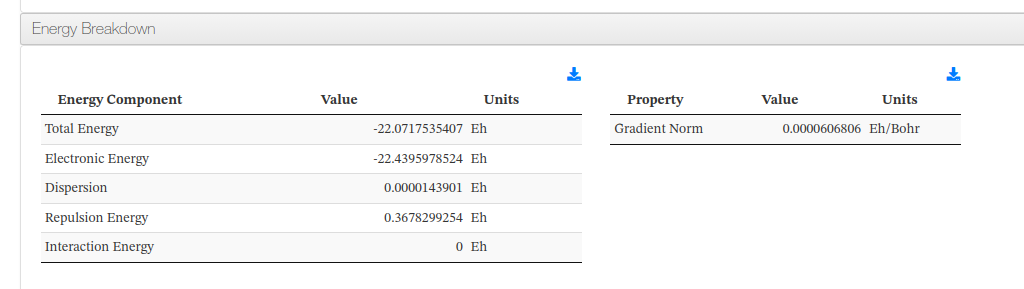 Energy Breakdown
Energy Component Value Units
Total Energy -22.0717535407 Eh
Electronic Energy -22.4395978524 Eh
Dispersion 0.0000143901 Eh
Repulsion Energy 0.3678299254 Eh
Interaction Energy 0 Eh
Property Value Units
Gradient Norm 0.0000606806 Eh/Bohr